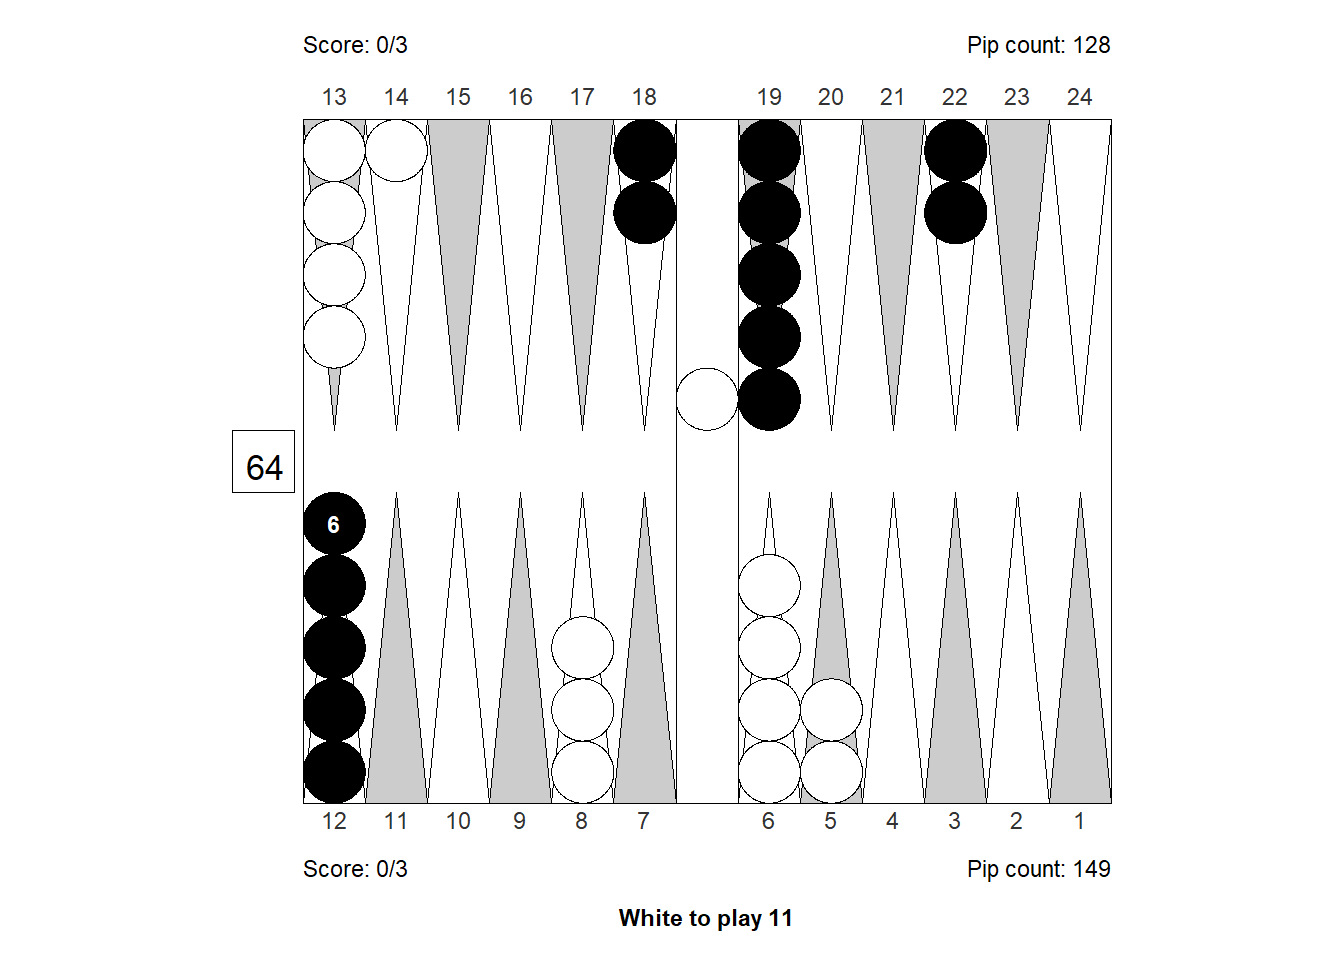 Score: 0/3 Pip count: 128
13 14 15 16 17 18 19 20 21 22 23 24
64
6
12 11 10 9 8 7 6 5 4 3 2 1
Score: 0/3 Pip count: 149
White to play 11